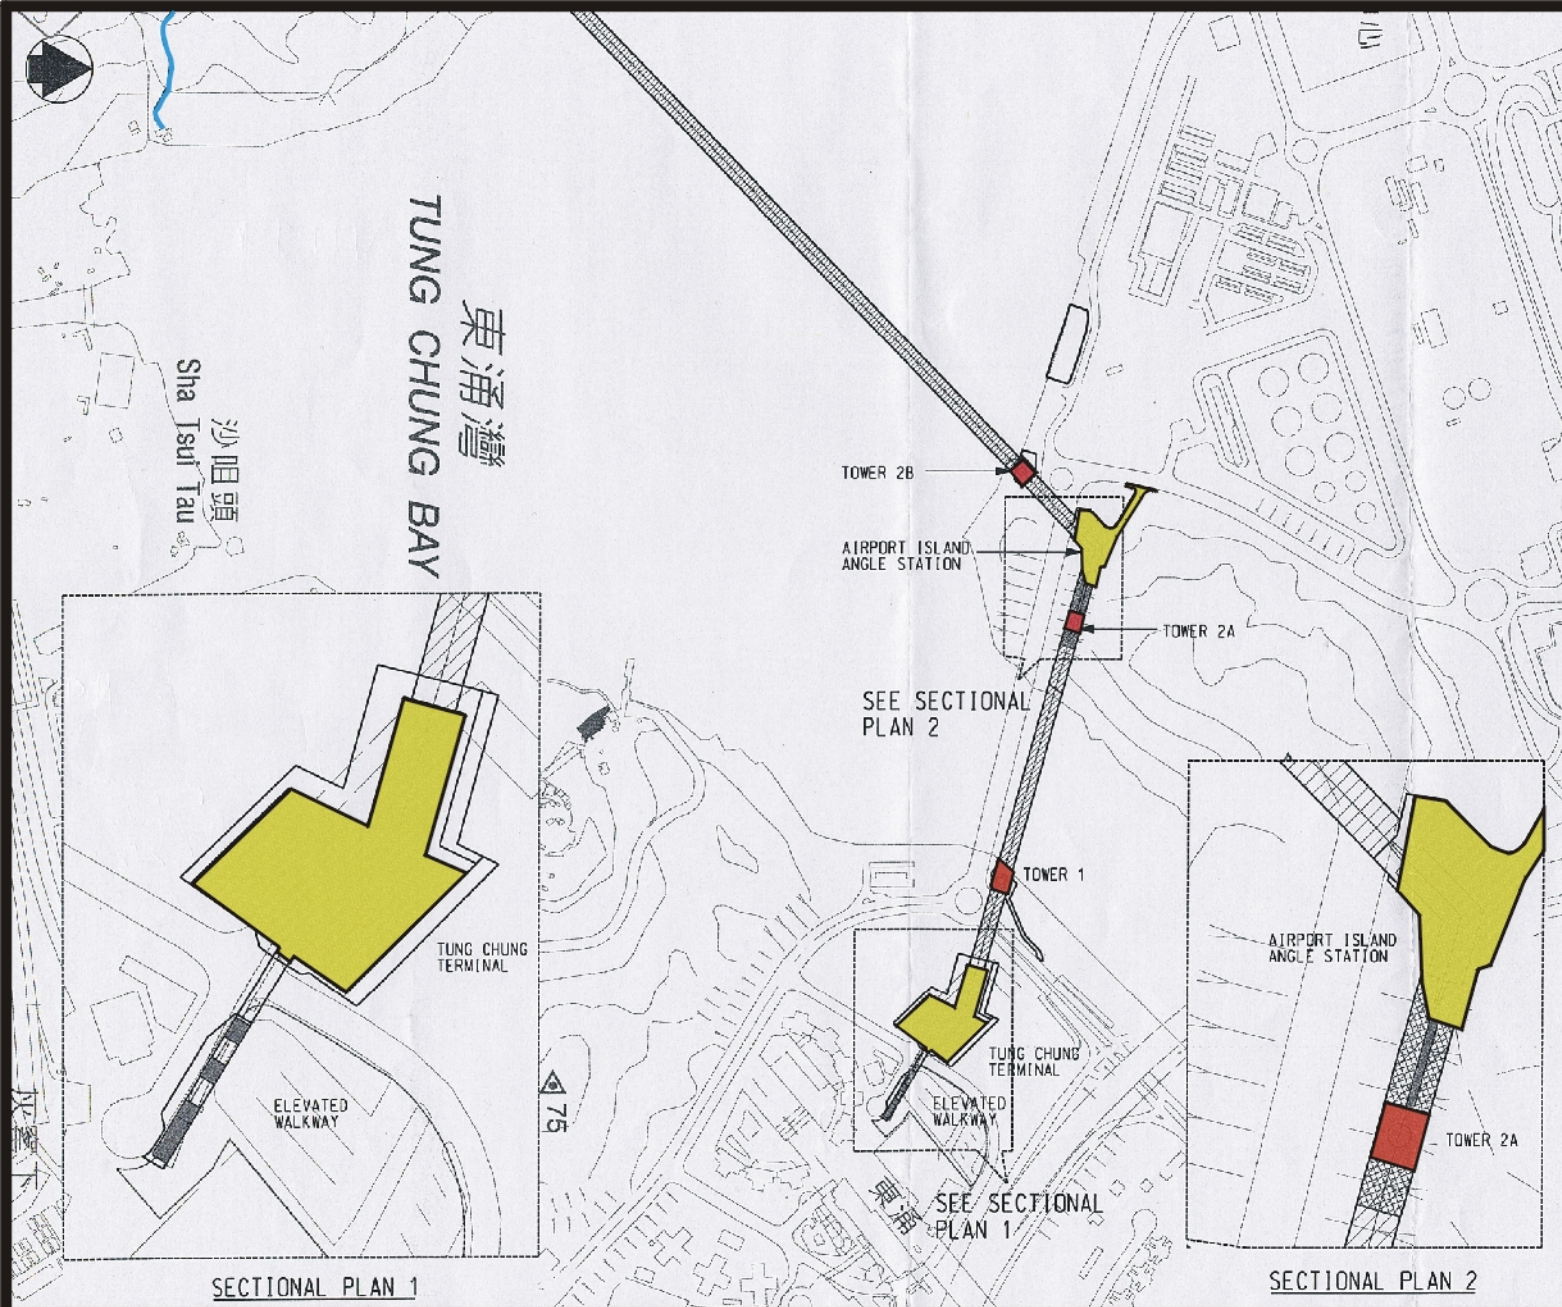 TUNG CHUNG BAY
東涌灣
沙咀頭
Sha Tsui Tau
TOWER 2B
AIRPORT ISLAND
ANGLE STATION
TOWER 2A
SEE SECTIONAL
PLAN 2
TOWER 1
TUNG CHUNG
TERMINAL
ELEVATED
WALKWAY
75
TUNG CHUNG
TERMINAL
ELEVATED
WALKWAY
東涌
SEE SECTIONAL
PLAN 1
AIRPORT ISLAND
ANGLE STATION
TOWER 2A
SECTIONAL PLAN 1
SECTIONAL PLAN 2